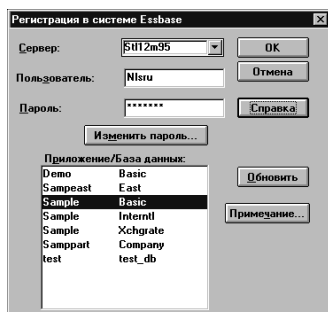 Регистрация в системе Essbase
Сервер: Stl12m95 OK
Пользователь: Nlsru Отмена
Пароль: ******* Справка
Изменить пароль...
Приложение/База данных:
Demo Basic
Sampeast East
Sample Basic
Sample Interntl
Sample Xchgrate
Samppart Company
test test_db
Обновить
Примечание...